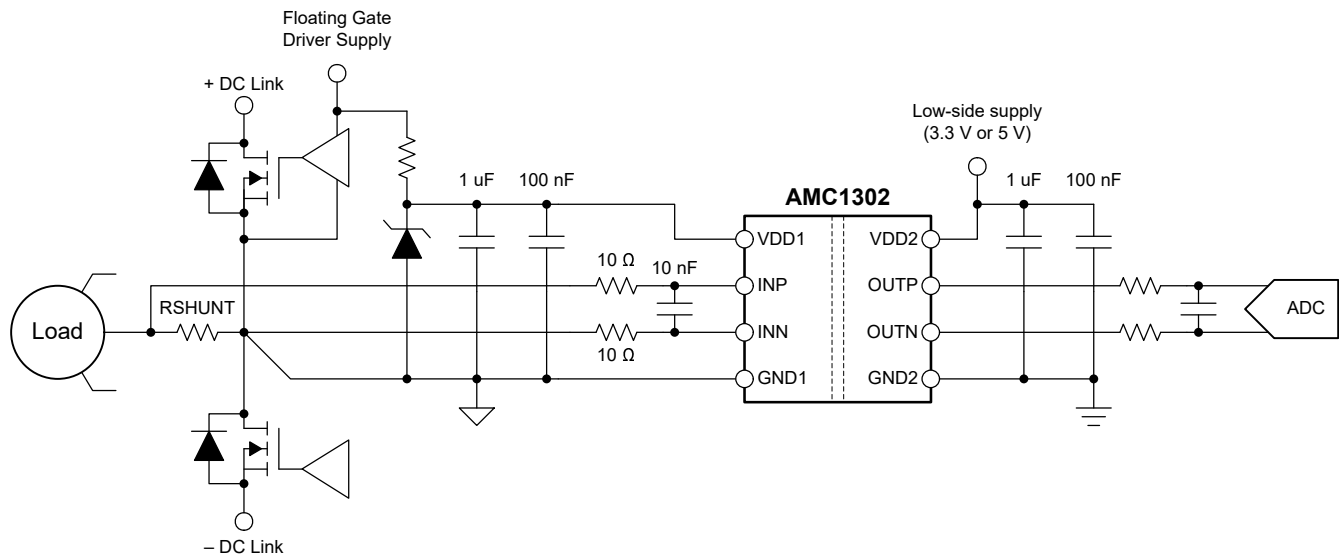 Floating Gate
Driver Supply
+ DC Link
Low-side supply
(3.3 V or 5 V)
1 uF
100 nF
AMC1302
1 uF
100 nF
VDD1
VDD2
10 Ω
10 nF
INP
OUTP
RSHUNT
Load
INN
OUTN
ADC
10 Ω
GND1
GND2
– DC Link